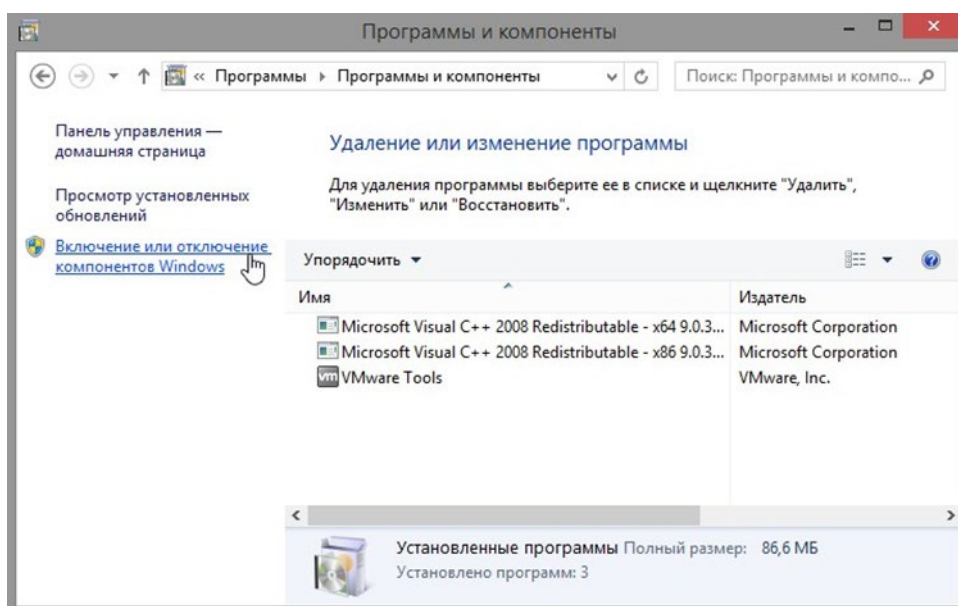 Программы и компоненты
« Программы ▸ Программы и компоненты
Поиск: Программы и компо...
Панель управления —
домашняя страница
Просмотр установленных
обновлений
Включение или отключение
компонентов Windows
Удаление или изменение программы
Для удаления программы выберите ее в списке и щелкните "Удалить",
"Изменить" или "Восстановить".
Упорядочить
Имя Издатель
Microsoft Visual C++ 2008 Redistributable - x64 9.0.3... Microsoft Corporation
Microsoft Visual C++ 2008 Redistributable - x86 9.0.3... Microsoft Corporation
vm VMware Tools VMware, Inc.
Установленные программы Полный размер: 86,6 МБ
Установлено программ: 3